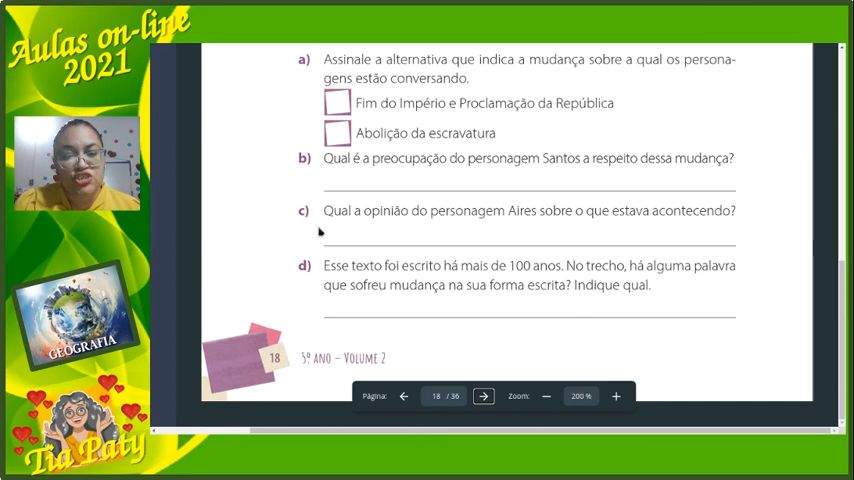 Aulas on-line
2021
a) Assinale a alternativa que indica a mudança sobre a qual os persona-
gens estão conversando.
Fim do Império e Proclamação da República
Abolição da escravatura
b) Qual é a preocupação do personagem Santos a respeito dessa mudança?
c) Qual a opinião do personagem Aires sobre o que estava acontecendo?
d) Esse texto foi escrito há mais de 100 anos. No trecho, há alguma palavra
que sofreu mudança na sua forma escrita? Indique qual.
GEOGRAFIA
18 5º ANO – VOLUME 2
Página: 18 / 36 Zoom: 200 %
Tia Paty